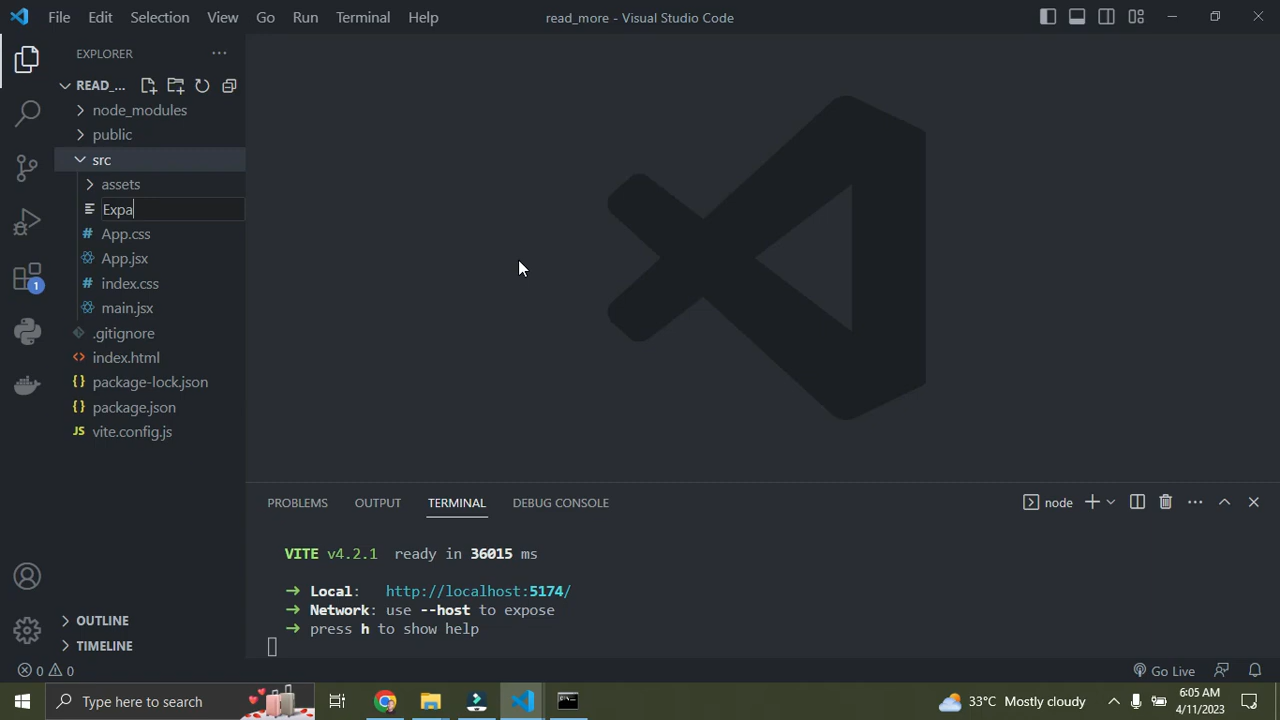 File Edit Selection View Go Run Terminal Help
read_more - Visual Studio Code
EXPLORER
READ_...
node_modules
public
src
assets
Expa
# App.css
App.jsx
# index.css
main.jsx
.gitignore
<> index.html
{} package-lock.json
{} package.json
JS vite.config.js
OUTLINE
TIMELINE
1
PROBLEMS OUTPUT TERMINAL DEBUG CONSOLE
node
VITE v4.2.1 ready in 36015 ms
➜ Local: http://localhost:5174/
➜ Network: use --host to expose
➜ press h to show help
0 0
Go Live
Type here to search
33°C Mostly cloudy
6:05 AM
4/11/2023